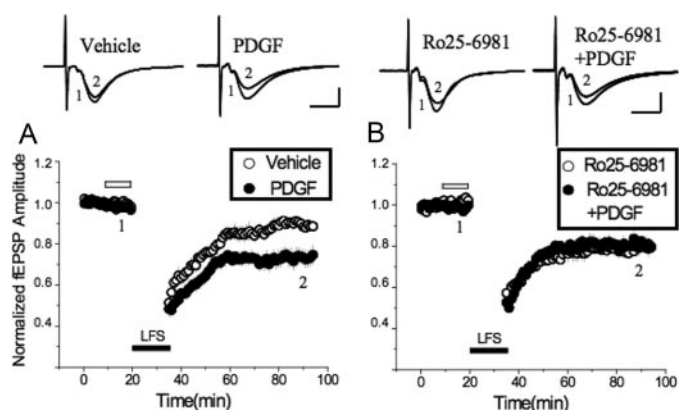 Vehicle
PDGF
2
1
2
1
Ro25-6981
Ro25-6981
+PDGF
2
1
2
1
A
Normalized fEPSP Amplitude
1.2
1.0
0.8
0.6
0.4
Vehicle
PDGF
1
2
LFS
0 20 40 60 80 100
Time(min)
B
1.2
1.0
0.8
0.6
0.4
Ro25-6981
Ro25-6981
+PDGF
1
2
LFS
0 20 40 60 80 100
Time(min)